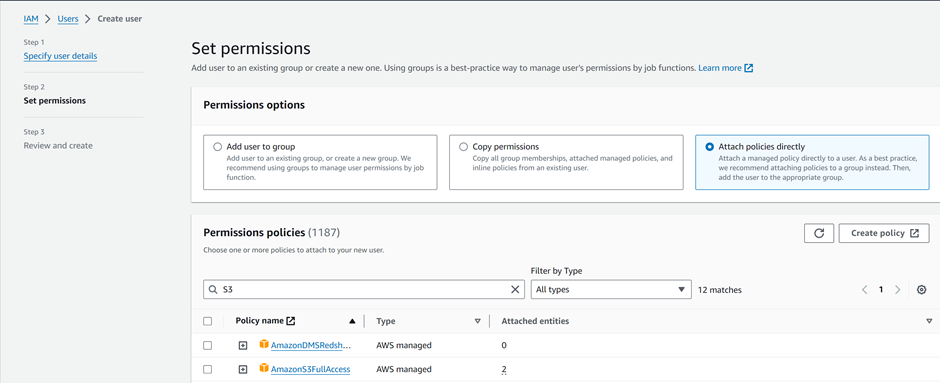 IAM > Users > Create user
Step 1
Specify user details
Step 2
Set permissions
Step 3
Review and create
Set permissions
Add user to an existing group or create a new one. Using groups is a best-practice way to manage user's permissions by job functions. Learn more
Permissions options
Add user to group
Add user to an existing group, or create a new group. We
recommend using groups to manage user permissions by job
function.
Copy permissions
Copy all group memberships, attached managed policies, and
inline policies from an existing user.
Attach policies directly
Attach a managed policy directly to a user. As a best practice,
we recommend attaching policies to a group instead. Then,
add the user to the appropriate group.
Permissions policies (1187)
Create policy
Choose one or more policies to attach to your new user.
Filter by Type
S3
All types
12 matches
1
Policy name
Type
Attached entities
AmazonDMSRedsh...
AWS managed
0
AmazonS3FullAccess
AWS managed
2